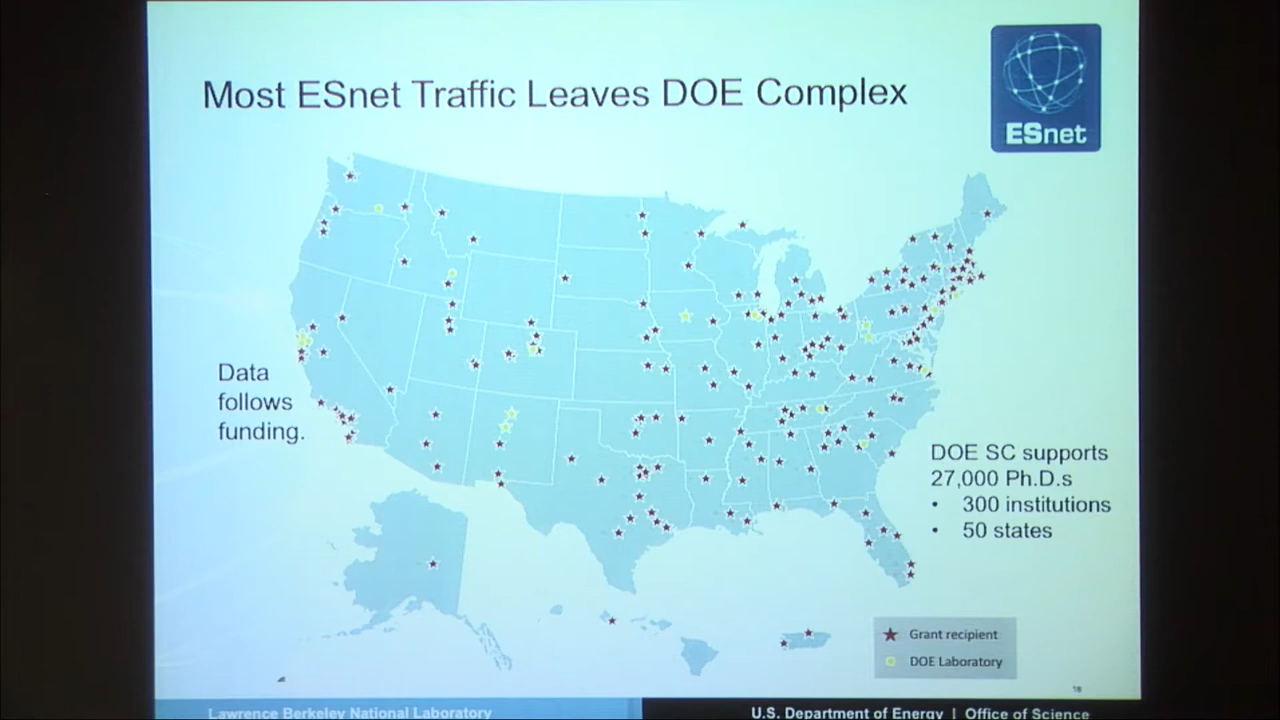 Most ESnet Traffic Leaves DOE Complex
ESnet
Data
follows
funding.
DOE SC supports
27,000 Ph.D.s
• 300 institutions
• 50 states
Grant recipient
DOE Laboratory
18
Lawrence Berkeley National Laboratory
U.S. Department of Energy | Office of Science